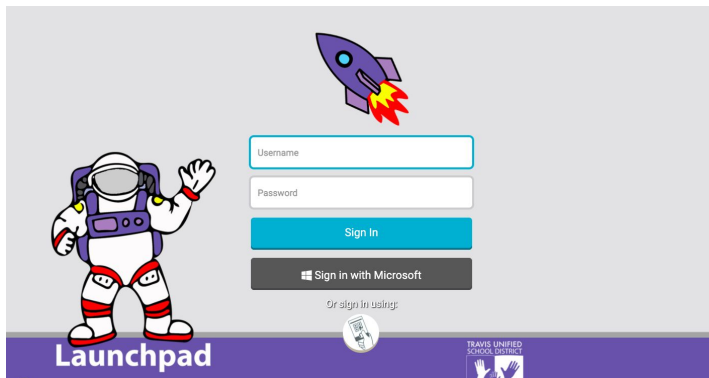 Username
Password
Sign In
Sign in with Microsoft
Or sign in using:
Launchpad
TRAVIS UNIFIED
SCHOOL DISTRICT